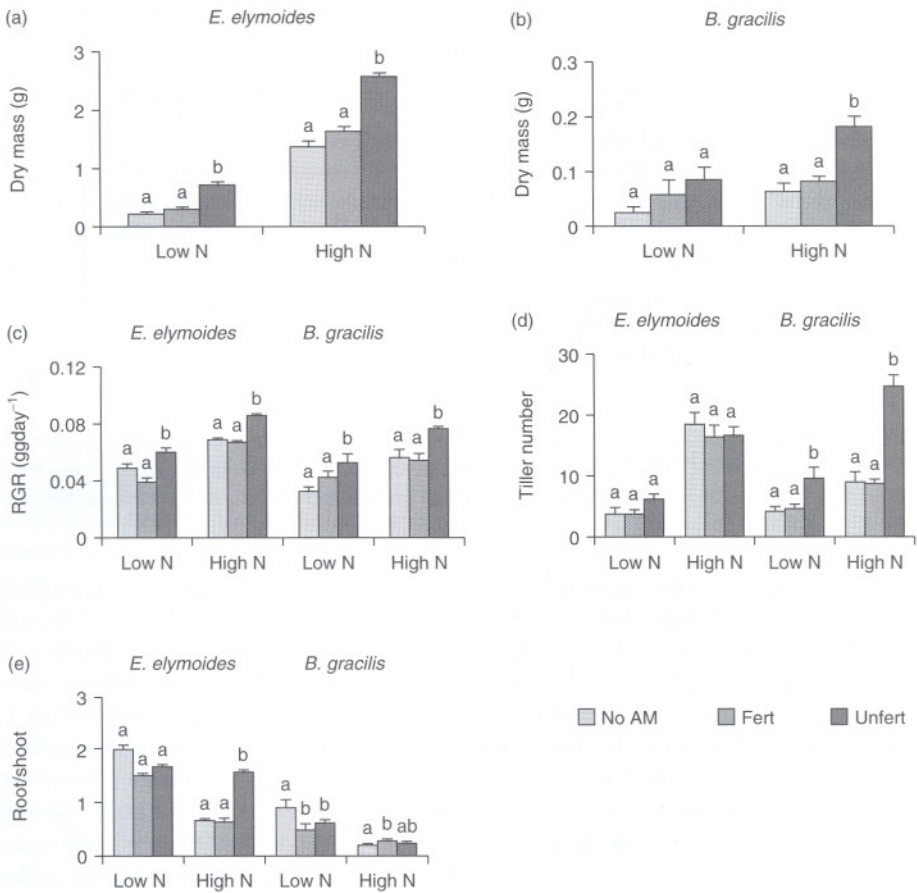 (a)
E. elymoides
Dry mass (g)
3
2
1
0
a a b
a a b
Low N High N
(b)
B. gracilis
Dry mass (g)
0.3
0.2
0.1
0.0
a a a
a a b
Low N High N
(c)
E. elymoides B. gracilis
RGR (ggday⁻¹)
0.12
0.08
0.04
a a b
a a b
a a b
a a b
Low N High N Low N High N
(d)
E. elymoides B. gracilis
Tiller number
30
20
10
0
a a a
a a a
a a b
a a b
Low N High N Low N High N
(e)
E. elymoides B. gracilis
Root/shoot
3
2
1
0
a a a
a a b
a b b
a b ab
Low N High N Low N High N
No AM Fert Unfert